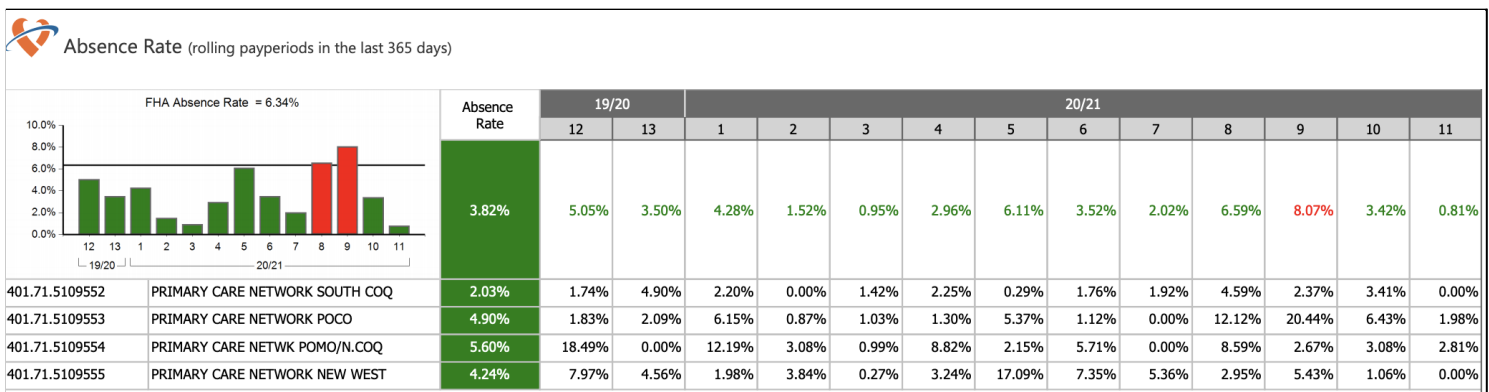 Absence Rate (rolling payperiods in the last 365 days)
FHA Absence Rate = 6.34%
10.0%
8.0%
6.0%
4.0%
2.0%
0.0%
12 13 1 2 3 4 5 6 7 8 9 10 11
19/20 20/21
Absence Rate 19/20 20/21
12 13 1 2 3 4 5 6 7 8 9 10 11
3.82% 5.05% 3.50% 4.28% 1.52% 0.95% 2.96% 6.11% 3.52% 2.02% 6.59% 8.07% 3.42% 0.81%
401.71.5109552 PRIMARY CARE NETWORK SOUTH COQ 2.03% 1.74% 4.90% 2.20% 0.00% 1.42% 2.25% 0.29% 1.76% 1.92% 4.59% 2.37% 3.41% 0.00%
401.71.5109553 PRIMARY CARE NETWORK POCO 4.90% 1.83% 2.09% 6.15% 0.87% 1.03% 1.30% 5.37% 1.12% 0.00% 12.12% 20.44% 6.43% 1.98%
401.71.5109554 PRIMARY CARE NETWK POMO/N.COQ 5.60% 18.49% 0.00% 12.19% 3.08% 0.99% 8.82% 2.15% 5.71% 0.00% 8.59% 2.67% 3.08% 2.81%
401.71.5109555 PRIMARY CARE NETWORK NEW WEST 4.24% 7.97% 4.56% 1.98% 3.84% 0.27% 3.24% 17.09% 7.35% 5.36% 2.95% 5.43% 1.06% 0.00%